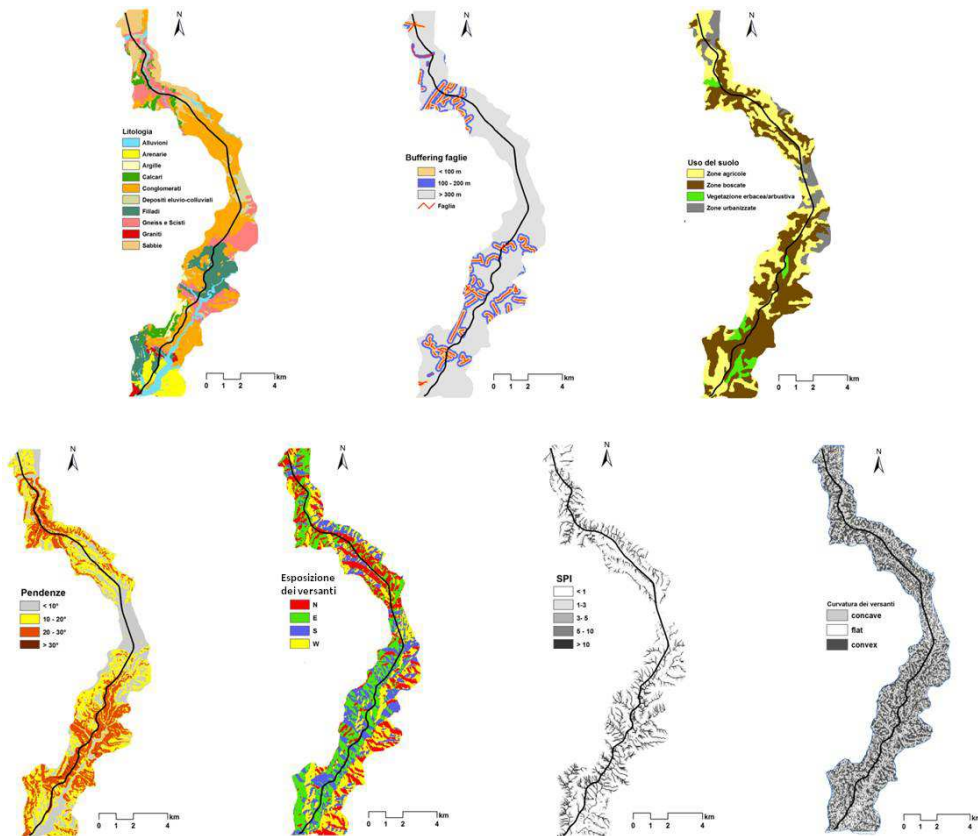 N
Litologia
Alluvioni
Arenarie
Argille
Calcari
Conglomerati
Depositi eluvio-colluviali
Filladi
Gneiss e Scisti
Graniti
Sabbie
0 2 4
km
N
Buffering faglie
< 100 m
100 - 200 m
> 300 m
Faglia
0 1 2 4
km
N
Uso del suolo
Zone agricole
Zone boscate
Vegetazione erbacea/arbustiva
Zone urbanizzate
0 1 2 4
km
N
Pendenze
< 10°
10 - 20°
20 - 30°
> 30°
0 1 2 4
km
N
Esposizione
dei versanti
N
E
S
W
0 1 2 4
km
N
SPI
< 1
1-3
3- 5
5 - 10
> 10
0 1 2 4
km
N
Curvatura dei versanti
concave
flat
convex
0 1 2 4
km